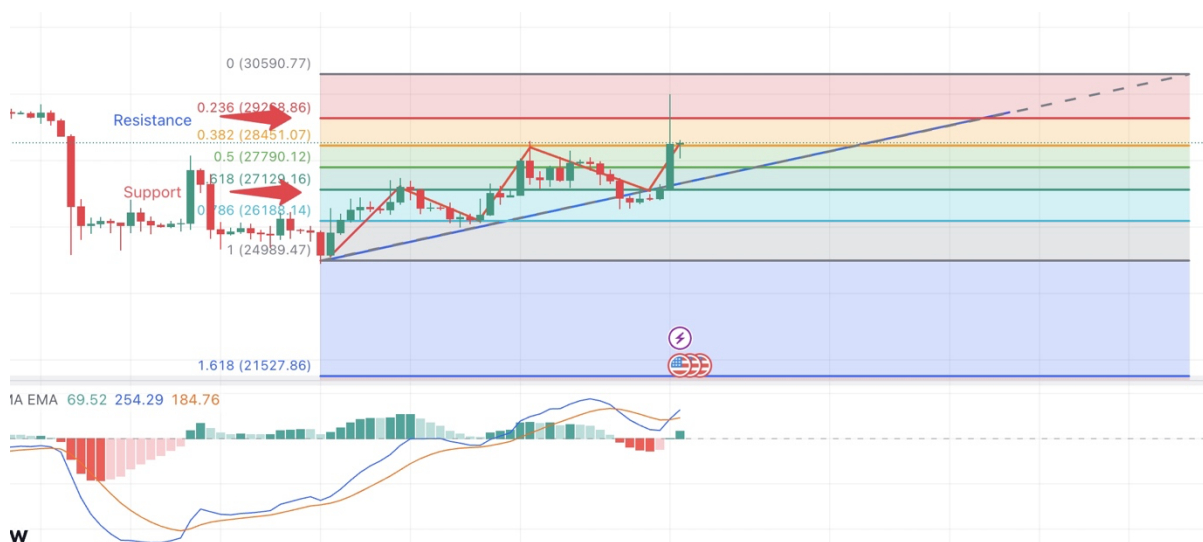 0 (30590.77)
0.236 (29268.86)
Resistance
0.382 (28451.07)
0.5 (27790.12)
.618 (27129.16)
Support
0.786 (26188.14)
1 (24989.47)
1.618 (21527.86)
MA EMA 69.52 254.29 184.76